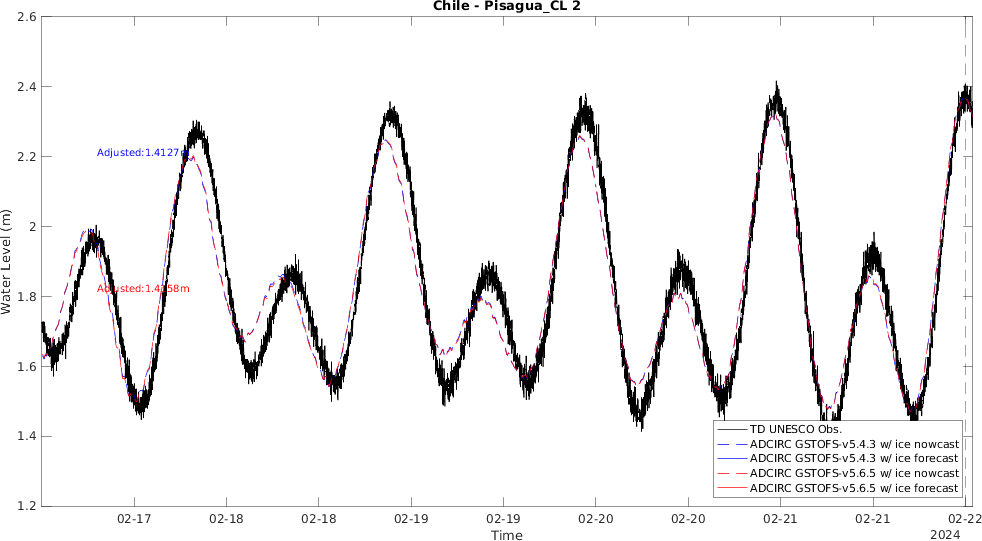 Chile - Pisagua_CL 2
2.6
2.4
2.2
2
1.8
1.6
1.4
1.2
Water Level (m)
Adjusted:1.4127m
Adjusted:1.4158m
TD UNESCO Obs.
ADCIRC GSTOFS-v5.4.3 w/ ice nowcast
ADCIRC GSTOFS-v5.4.3 w/ ice forecast
ADCIRC GSTOFS-v5.6.5 w/ ice nowcast
ADCIRC GSTOFS-v5.6.5 w/ ice forecast
02-17 02-18 02-18 02-19 02-19 02-20 02-20 02-21 02-21 02-22
Time
2024